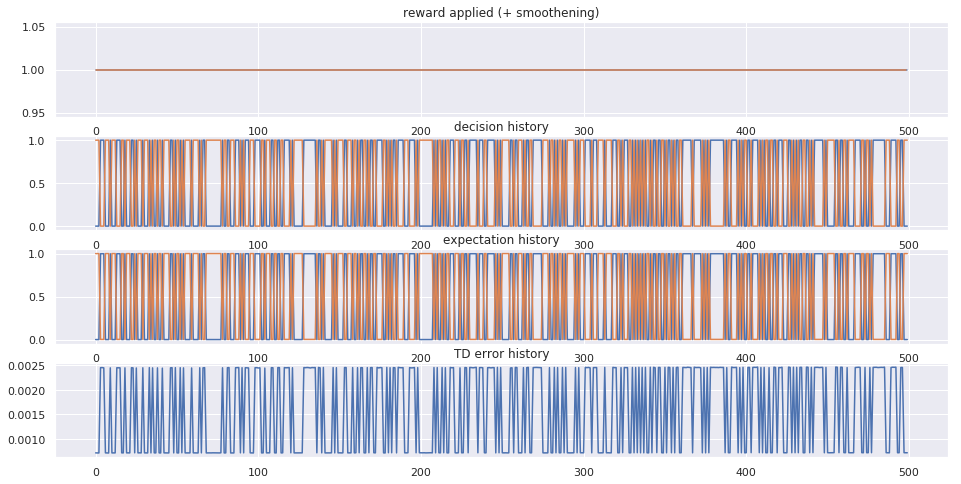 reward applied (+ smoothening)
1.05
1.00
0.95
0 100 200 300 400 500
decision history
1.0
0.5
0.0
0 100 200 300 400 500
expectation history
1.0
0.5
0.0
0 100 200 300 400 500
TD error history
0.0025
0.0020
0.0015
0.0010
0 100 200 300 400 500